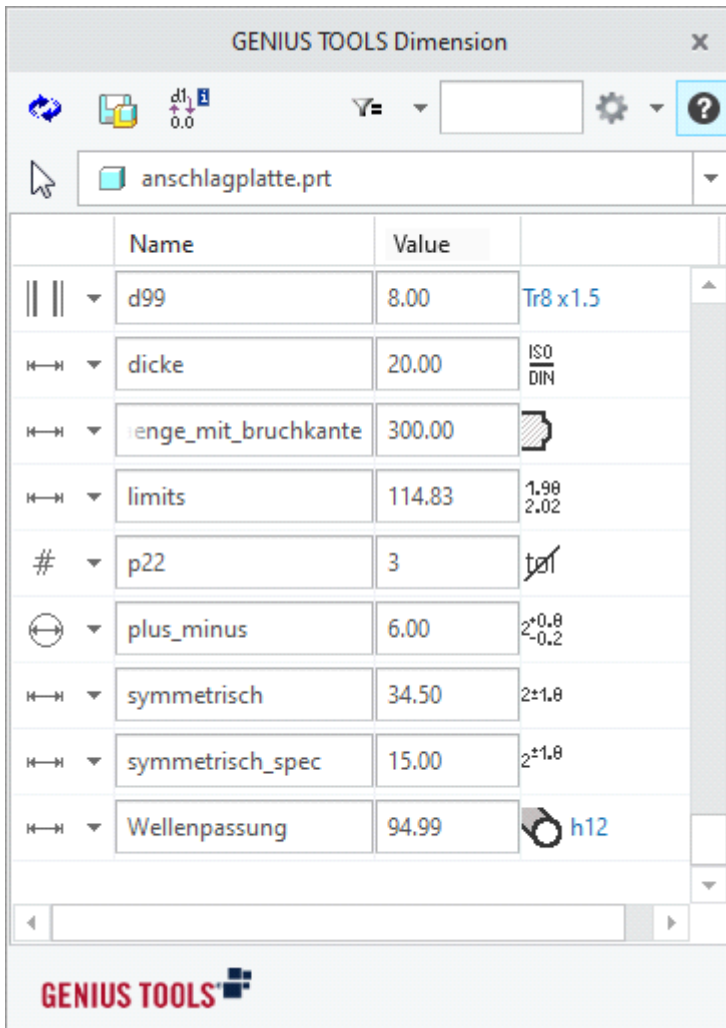 GENIUS TOOLS Dimension
d1 i
0.0
anschlagplatte.prt
Name Value
d99 8.00 Tr8 x1.5
dicke 20.00 ISO DIN
enge_mit_bruchkante 300.00
limits 114.83 1.98 2.02
# p22 3 tol
plus_minus 6.00 2+0.8 -0.2
symmetrisch 34.50 2±1.8
symmetrisch_spec 15.00 2±1.8
Wellenpassung 94.99 h12
GENIUS TOOLS